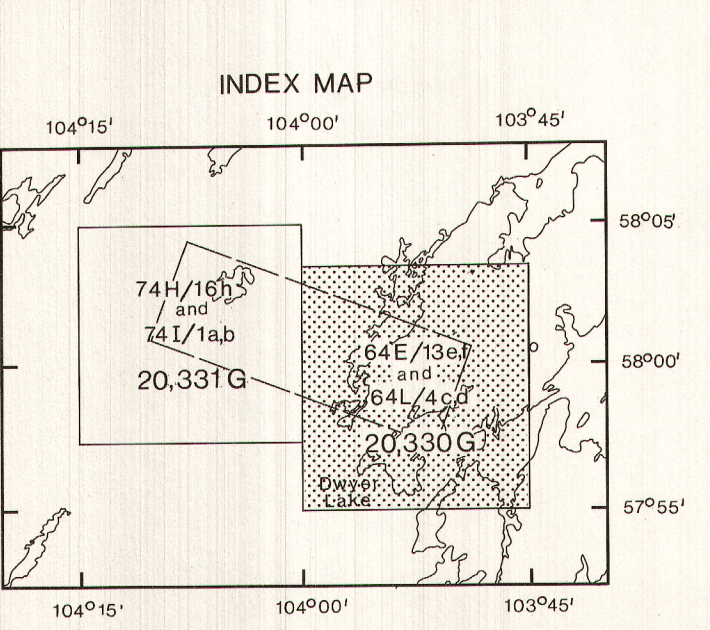 INDEX MAP
104°15' 104°00' 103°45'
58°05'
74H/16h
and
74I/1a,b
20,331G
64E/13e,f
and
64L/4c,d
20,330G
58°00'
Dwyer
Lake
57°55'
104°15' 104°00' 103°45'